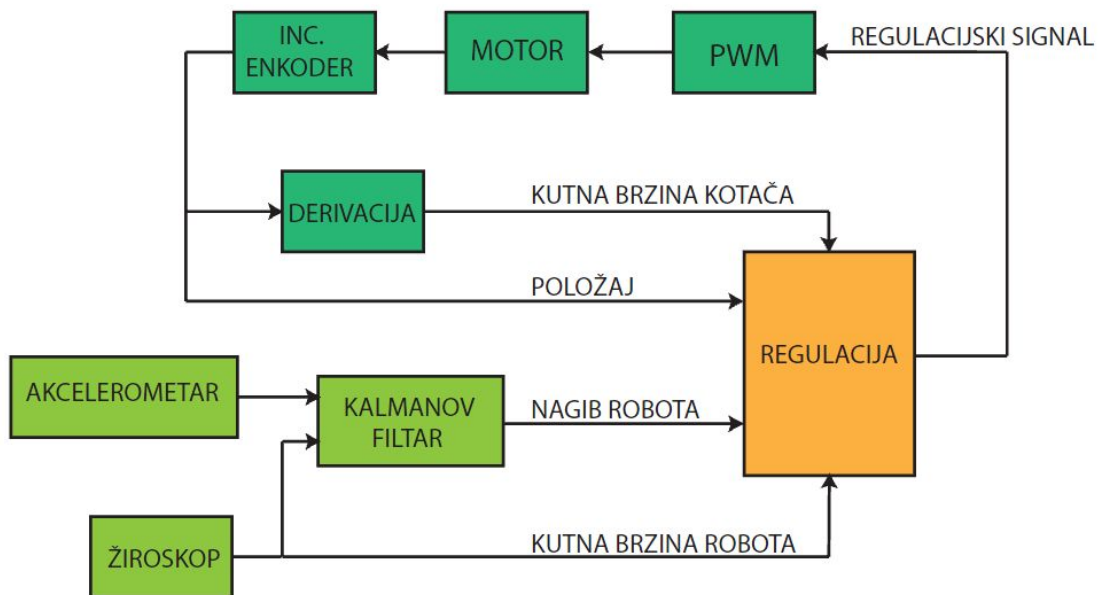 INC.
ENKODER
MOTOR
PWM
REGULACIJSKI SIGNAL
DERIVACIJA
KUTNA BRZINA KOTAČA
POLOŽAJ
REGULACIJA
AKCELEROMETAR
KALMANOV
FILTAR
NAGIB ROBOTA
ŽIROSKOP
KUTNA BRZINA ROBOTA